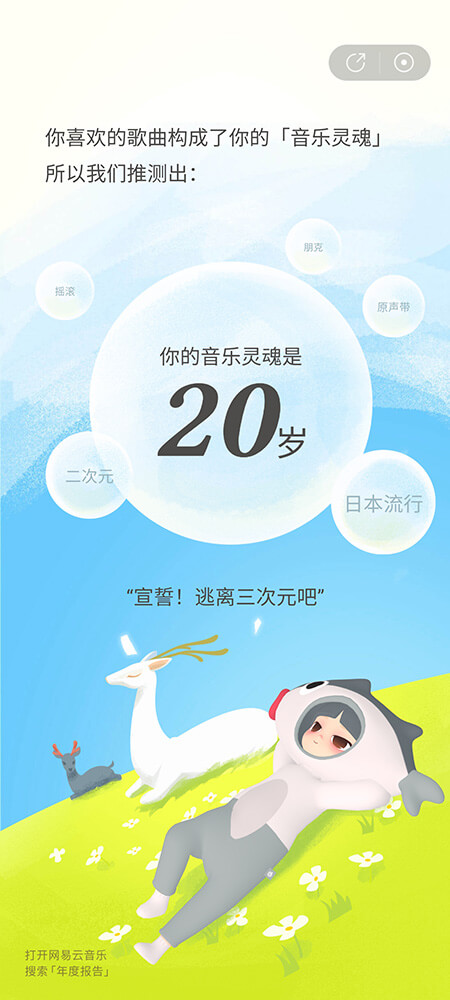 你喜欢的歌曲构成了你的「音乐灵魂」
所以我们推测出：
朋克
摇滚
原声带
你的音乐灵魂是
20岁
二次元
日本流行
“宣誓！逃离三次元吧”
打开网易云音乐
搜索「年度报告」